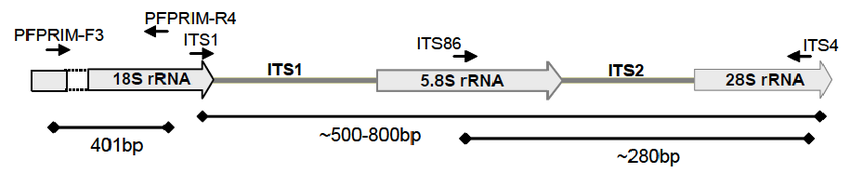 PFPRIM-R4
PFPRIM-F3
ITS1
ITS86
ITS4
18S rRNA
ITS1
5.8S rRNA
ITS2
28S rRNA
401bp
~500-800bp
~280bp